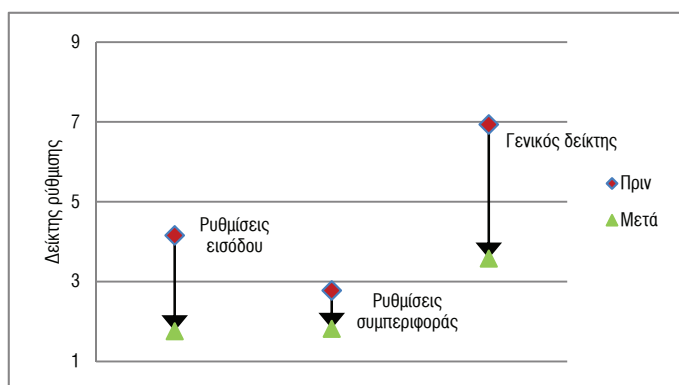 9
7
5
3
1
Δείκτης ρύθμισης
Ρυθμίσεις
εισόδου
Ρυθμίσεις
συμπεριφοράς
Γενικός δείκτης
Πριν
Μετά